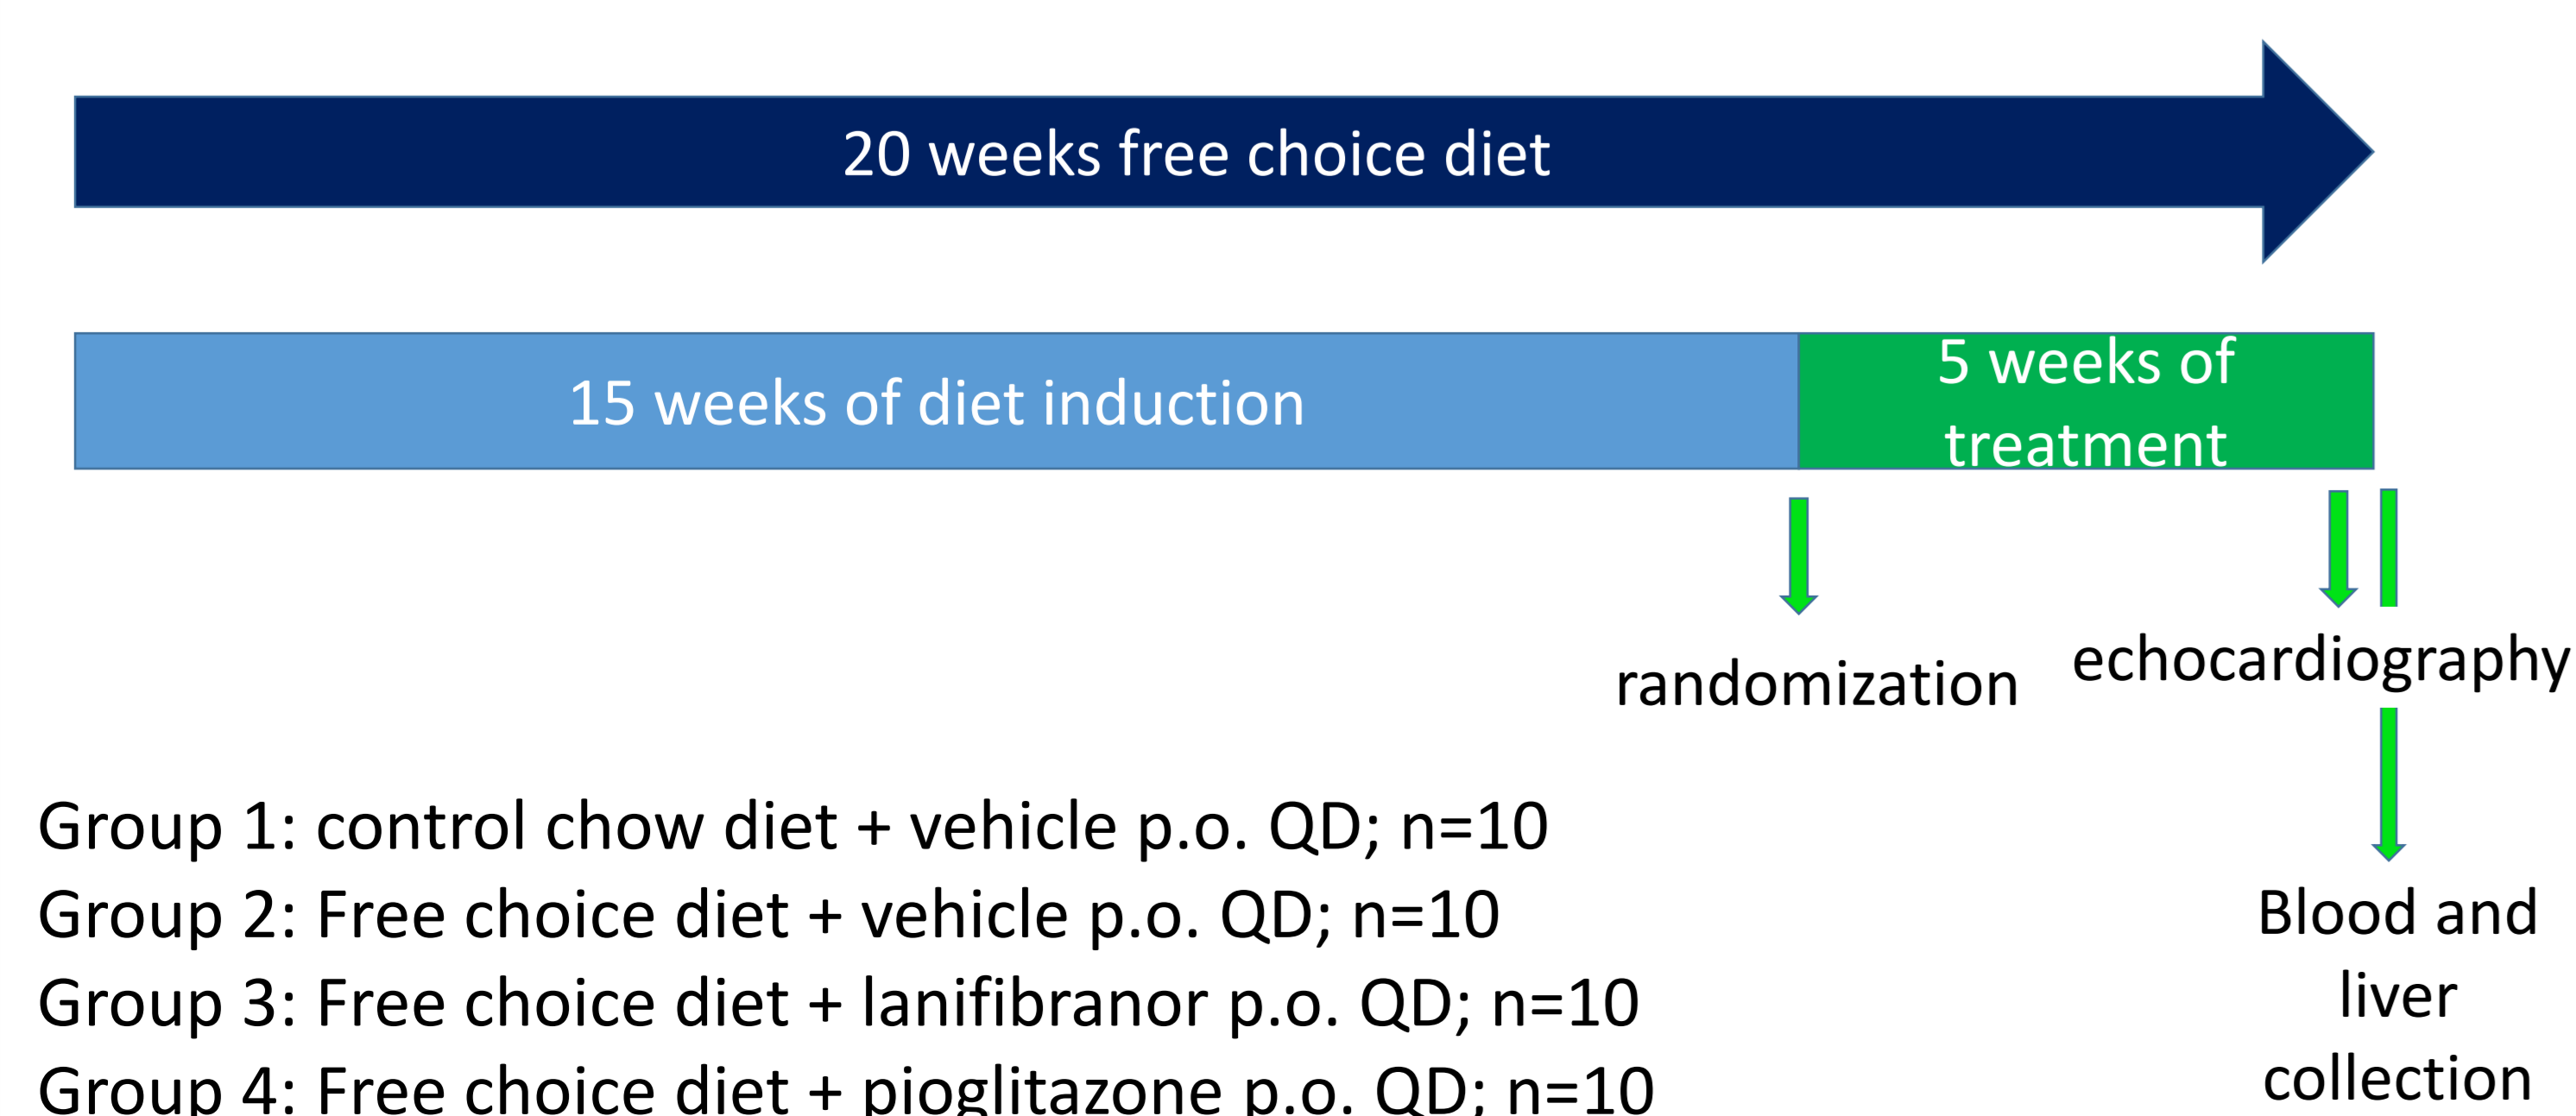 20 weeks free choice diet
15 weeks of diet induction
5 weeks of
treatment
randomization
echocardiography
Group 1: control chow diet + vehicle p.o. QD; n=10
Group 2: Free choice diet + vehicle p.o. QD; n=10
Group 3: Free choice diet + lanifibranor p.o. QD; n=10
Group 4: Free choice diet + pioglitazone p.o. QD; n=10
Blood and
liver
collection